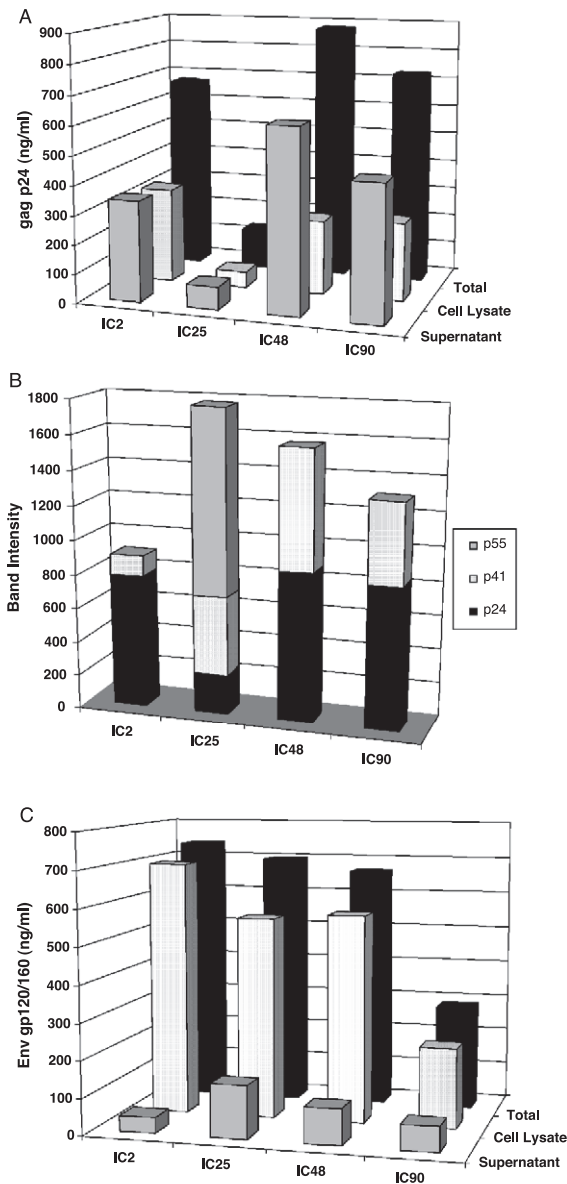 A
900
800
700
600
500
400
300
200
100
0
gag p24 (ng/ml)
IC2
IC25
IC48
IC90
Total
Cell Lysate
Supernatant
B
1800
1600
1400
1200
1000
800
600
400
200
0
Band Intensity
IC2
IC25
IC48
IC90
p55
p41
p24
C
800
700
600
500
400
300
200
100
0
Env gp120/160 (ng/ml)
IC2
IC25
IC48
IC90
Total
Cell Lysate
Supernatant